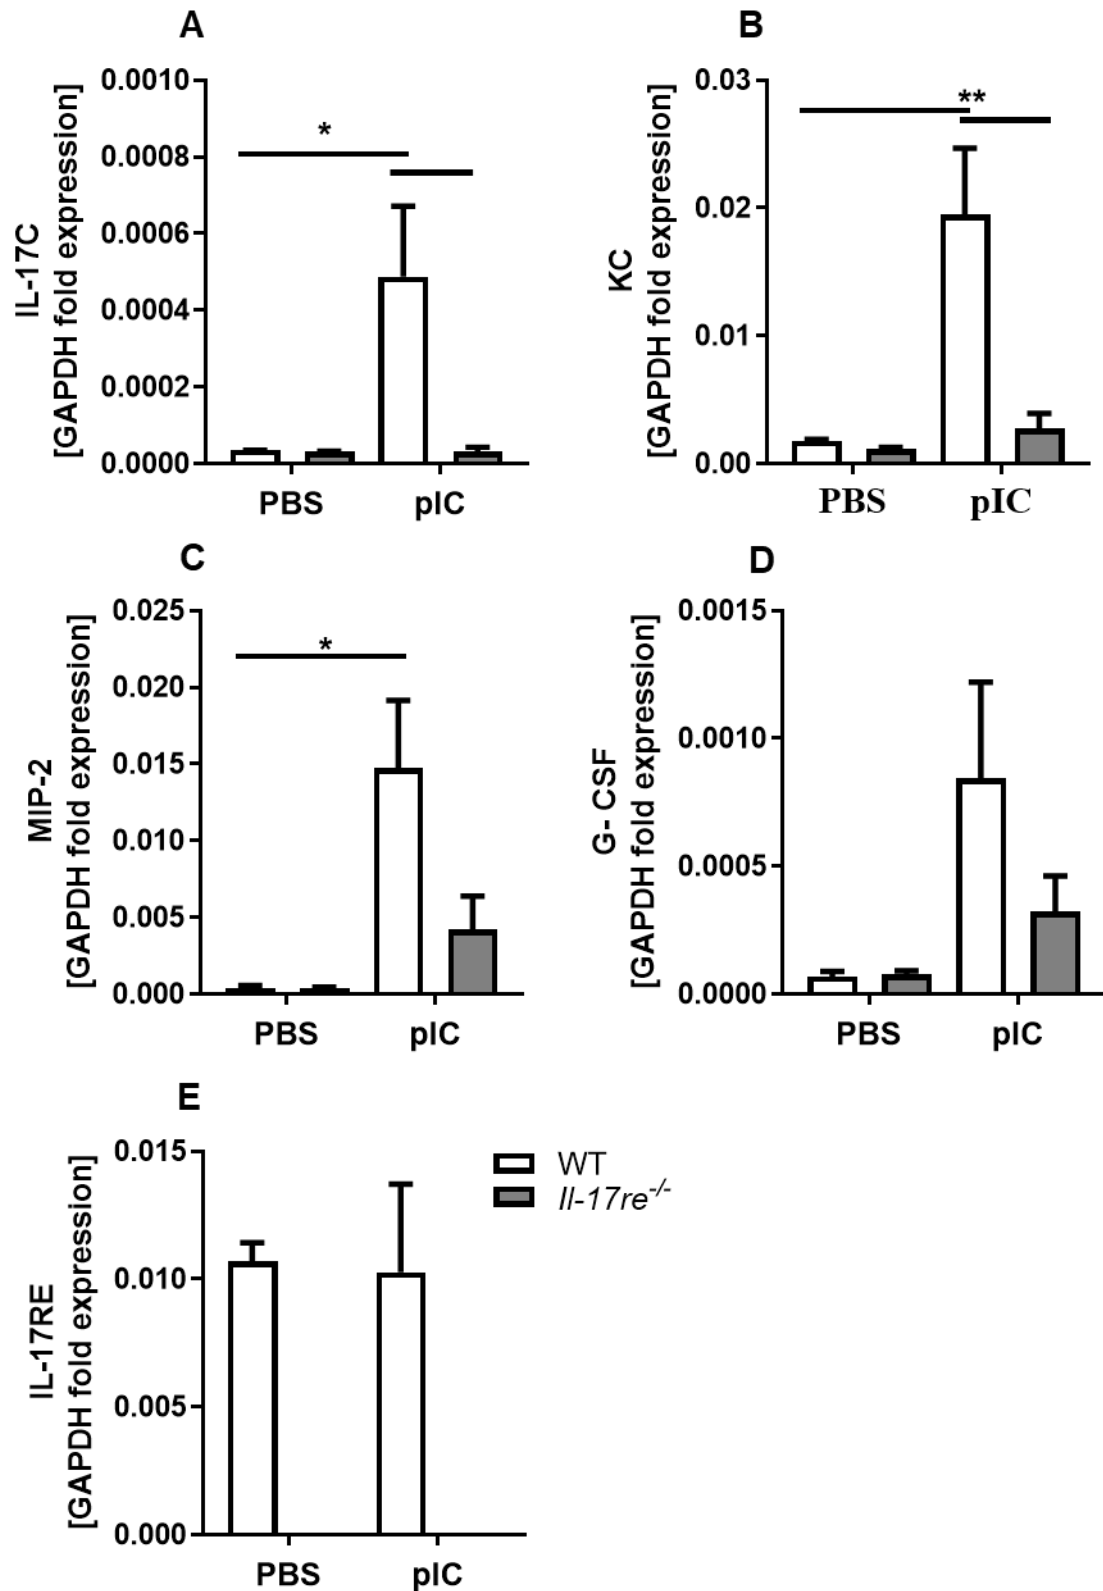 A
IL-17C
[GAPDH fold expression]
0.0010
0.0008
0.0006
0.0004
0.0002
0.0000
*
PBS
pIC
B
KC
[GAPDH fold expression]
0.03
0.02
0.01
0.00
**
PBS
pIC
C
MIP-2
[GAPDH fold expression]
0.025
0.020
0.015
0.010
0.005
0.000
*
PBS
pIC
D
G- CSF
[GAPDH fold expression]
0.0015
0.0010
0.0005
0.0000
PBS
pIC
E
IL-17RE
[GAPDH fold expression]
0.015
0.010
0.005
0.000
PBS
pIC
WT
Il-17re-/-